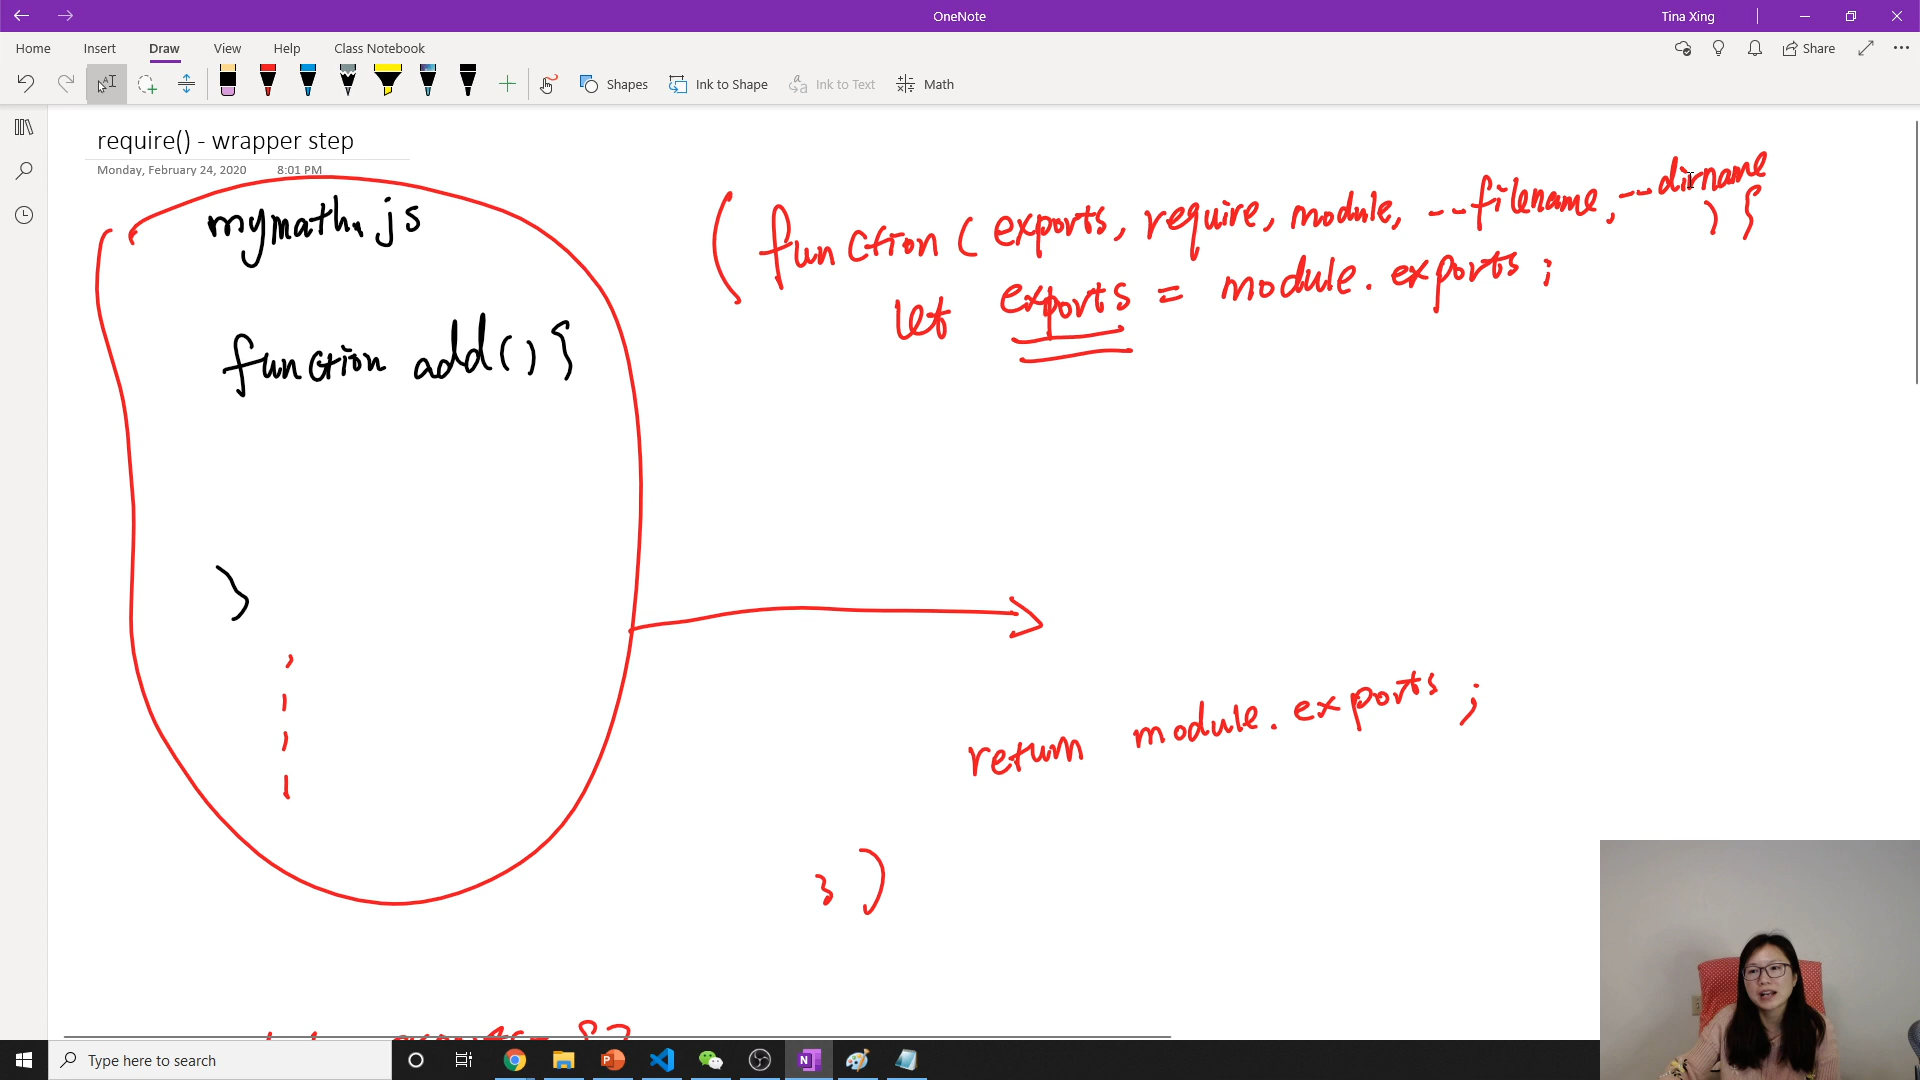 OneNote
Tina Xing
Home Insert Draw View Help Class Notebook
Share
Shapes Ink to Shape Ink to Text Math
require() - wrapper step
Monday, February 24, 2020 8:01 PM
mymath.js
function add(){
}
(function(exports, require, module, --filename, --dirname
){
let exports = module.exports;
return module.exports;
})
Type here to search